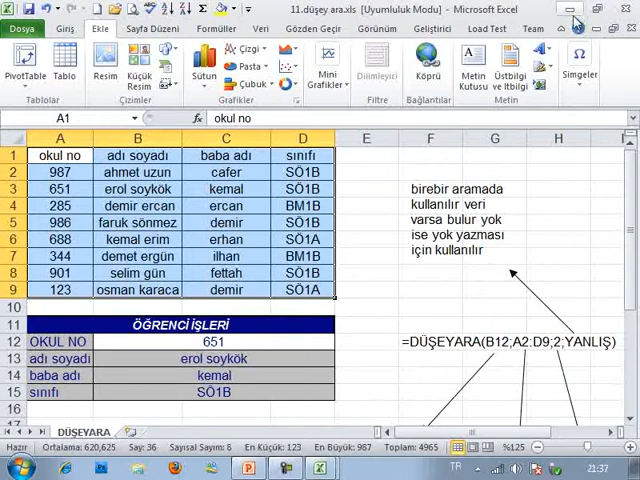 11.düşey ara.xls [Uyumluluk Modu] - Microsoft Excel
Dosya Giriş Ekle Sayfa Düzeni Formüller Veri Gözden Geçir Görünüm Geliştirici Load Test Team
PivotTable Tablo Resim Küçük Resim Sütun Çizgi Pasta Çubuk Mini Grafikler Dilimleyici Köprü Metin Kutusu Üstbilgi ve Altbilgi Simgeler
Tablolar Çizimler Grafikler Filtre Bağlantılar Metin
A1 fx okul no
A B C D E F G H
1 okul no adı soyadı baba adı sınıfı
2 987 ahmet uzun cafer SÖ1B
3 651 erol soykök kemal SÖ1B
4 285 demir ercan ercan BM1B
5 986 faruk sönmez demir SÖ1B
6 688 kemal erim erhan SÖ1A
7 344 demet ergün ilhan BM1B
8 901 selim gün fettah SÖ1B
9 123 osman karaca demir SÖ1A
birebir aramada
kullanılır veri
varsa bulur yok
ise yok yazması
için kullanılır
10
11 ÖĞRENCİ İŞLERİ
12 OKUL NO 651 =DÜŞEYARA(B12;A2:D9;2;YANLIŞ)
13 adı soyadı erol soykök
14 baba adı kemal
15 sınıfı SÖ1B
16
DÜŞEYARA
Hazır Ortalama: 620,625 Say: 36 Sayısal Say: 8 En Küçük: 123 En Büyük: 987 Toplam: 4965 %125
TR 21:37